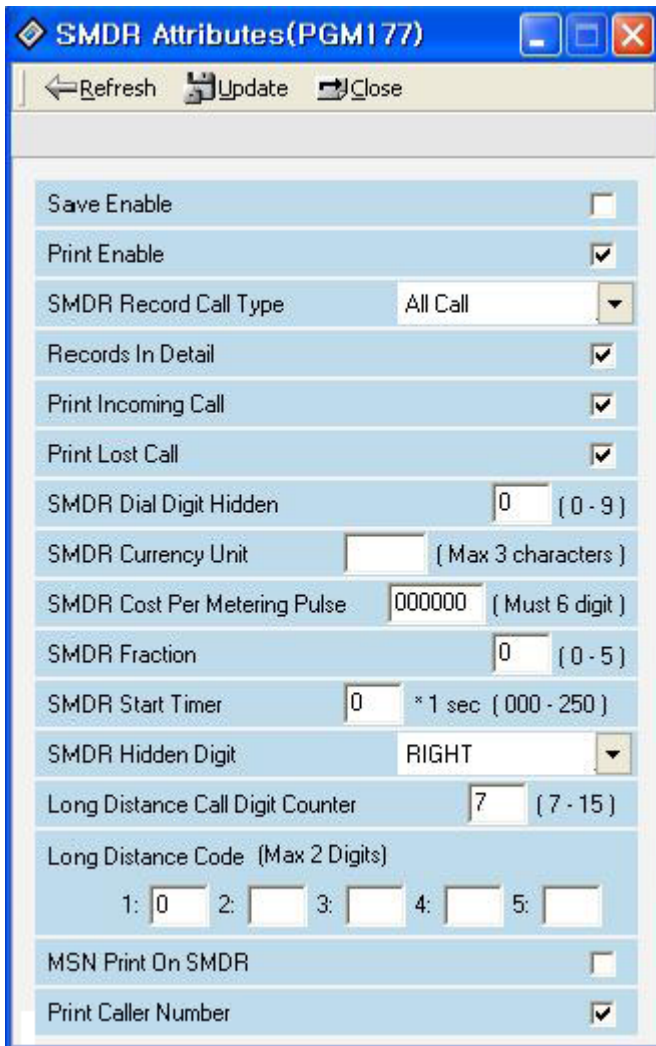 SMDR Attributes(PGM177)
Refresh Update Close
Save Enable
Print Enable
SMDR Record Call Type All Call
Records In Detail
Print Incoming Call
Print Lost Call
SMDR Dial Digit Hidden 0 ( 0 - 9 )
SMDR Currency Unit ( Max 3 characters )
SMDR Cost Per Metering Pulse 000000 ( Must 6 digit )
SMDR Fraction 0 ( 0 - 5 )
SMDR Start Timer 0 * 1 sec ( 000 - 250 )
SMDR Hidden Digit RIGHT
Long Distance Call Digit Counter 7 ( 7 - 15 )
Long Distance Code (Max 2 Digits)
1: 0 2: 3: 4: 5:
MSN Print On SMDR
Print Caller Number